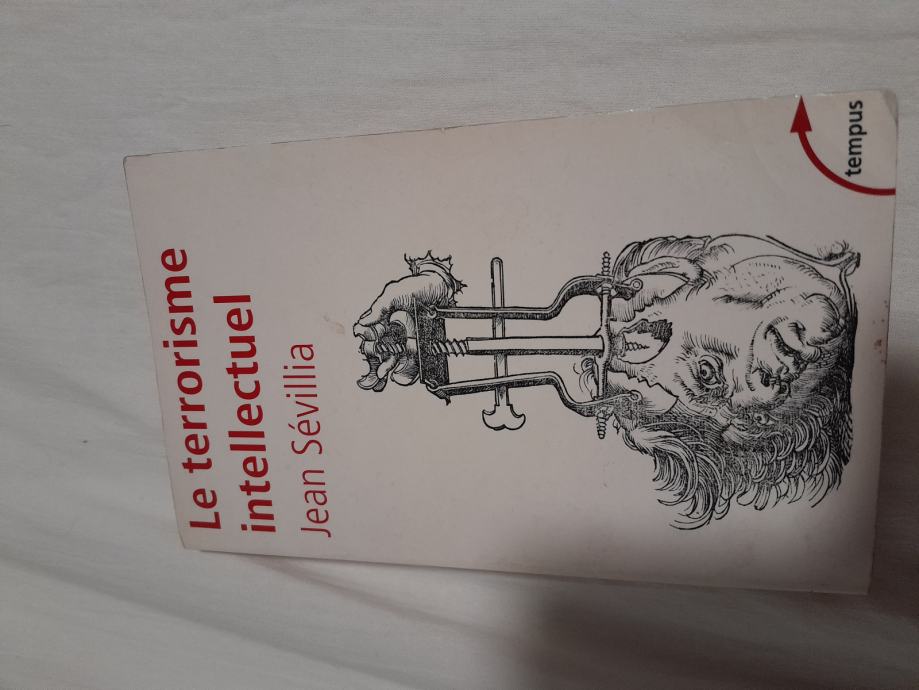 Le terrorisme
intellectuel
Jean Sévillia
tempus